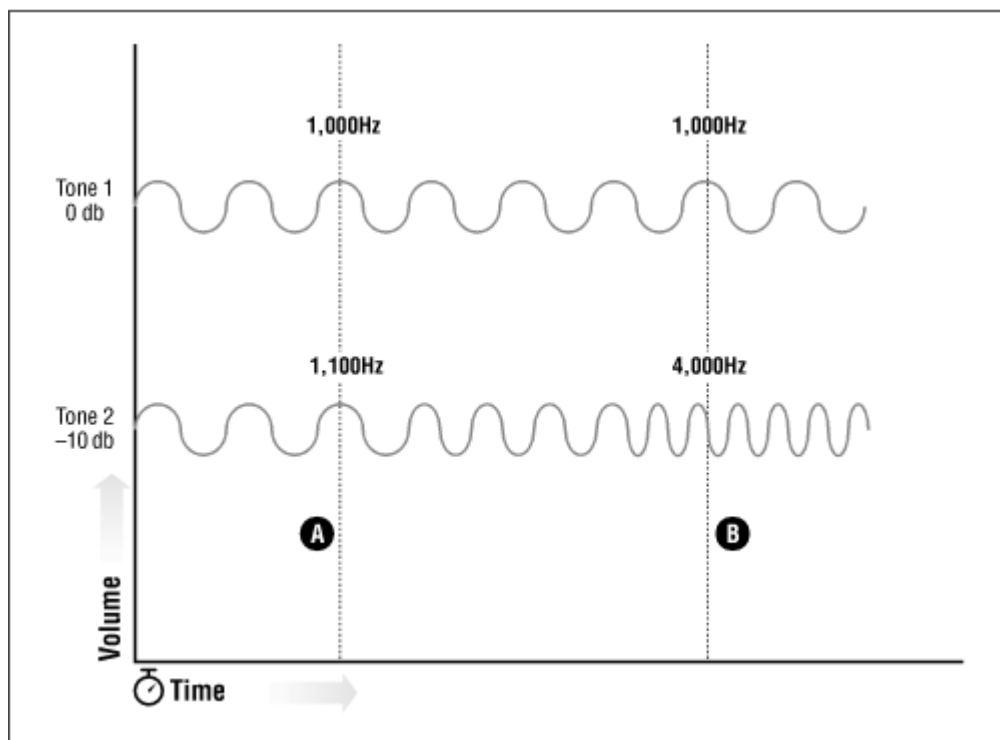 1,000Hz 1,000Hz
Tone 1
0 db
1,100Hz 4,000Hz
Tone 2
–10 db
A B
Volume
Time